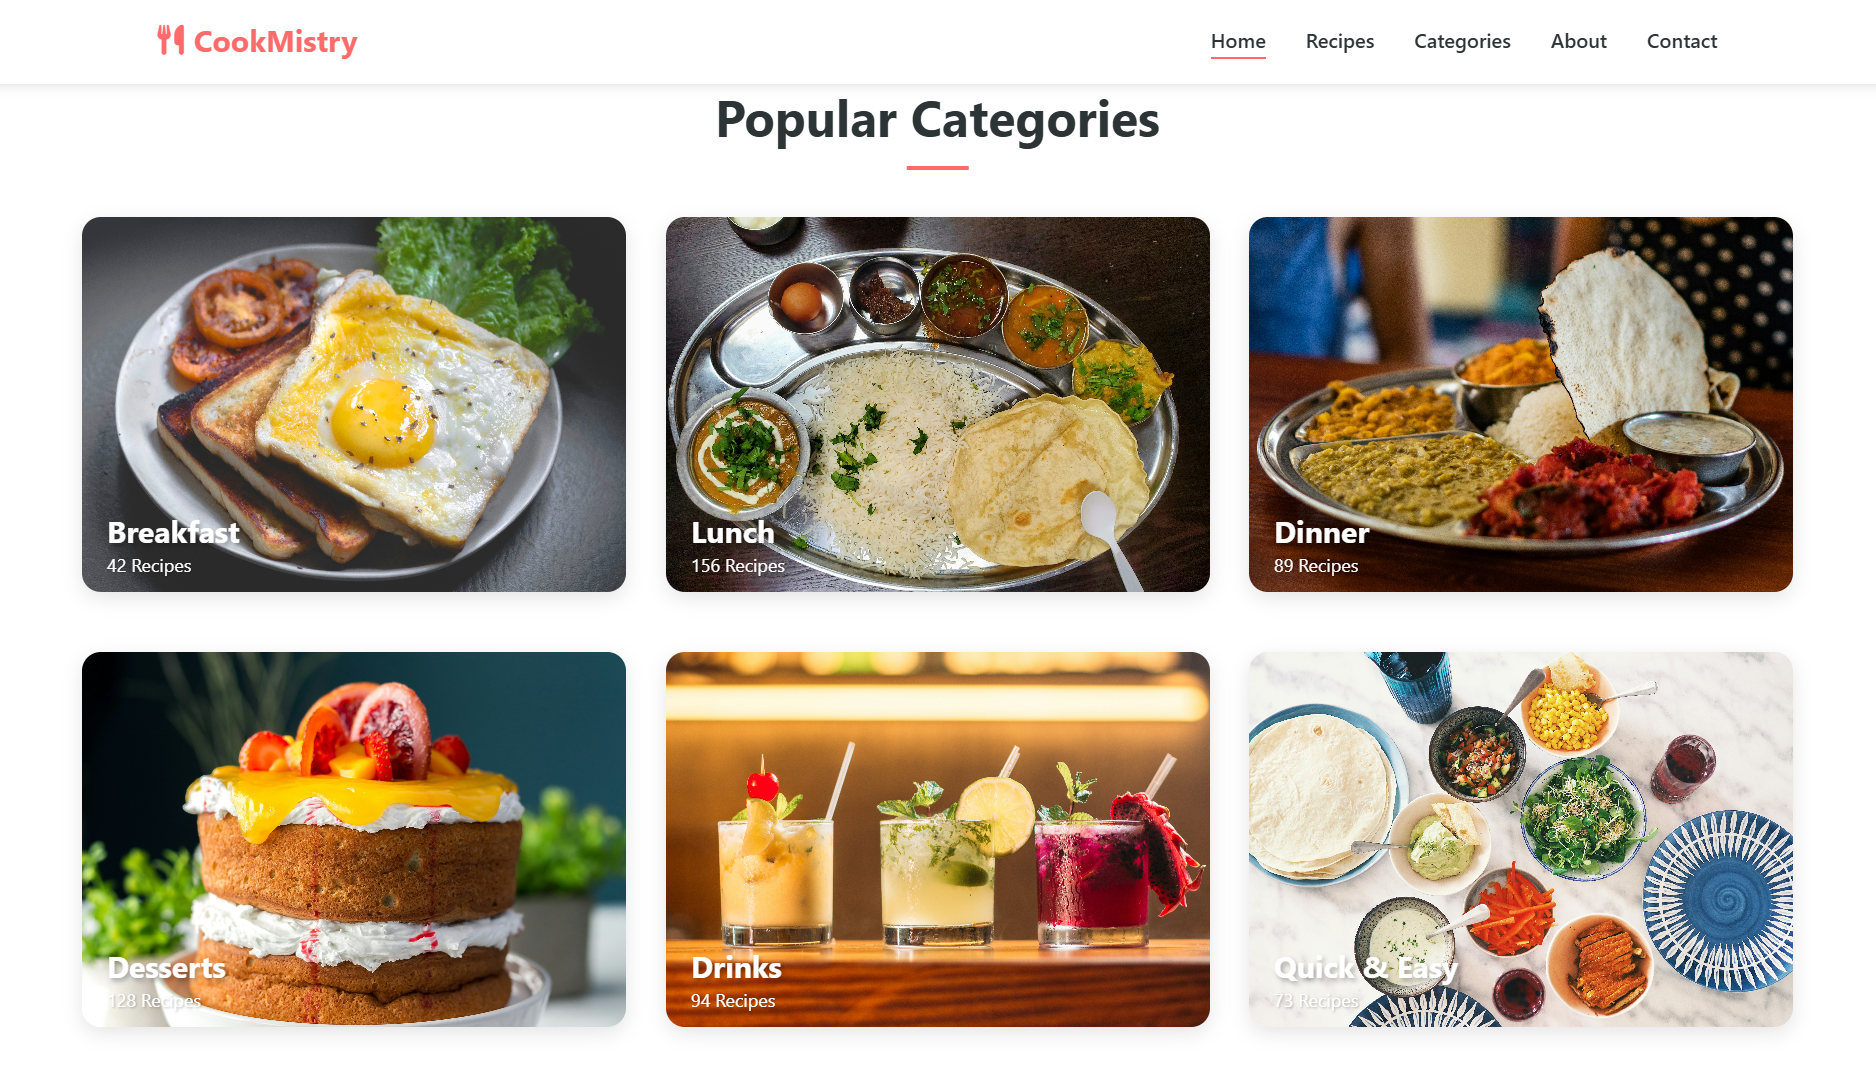 CookMistry
Home Recipes Categories About Contact
Popular Categories
Breakfast
42 Recipes
Lunch
156 Recipes
Dinner
89 Recipes
Desserts
128 Recipes
Drinks
94 Recipes
Quick & Easy
73 Recipes